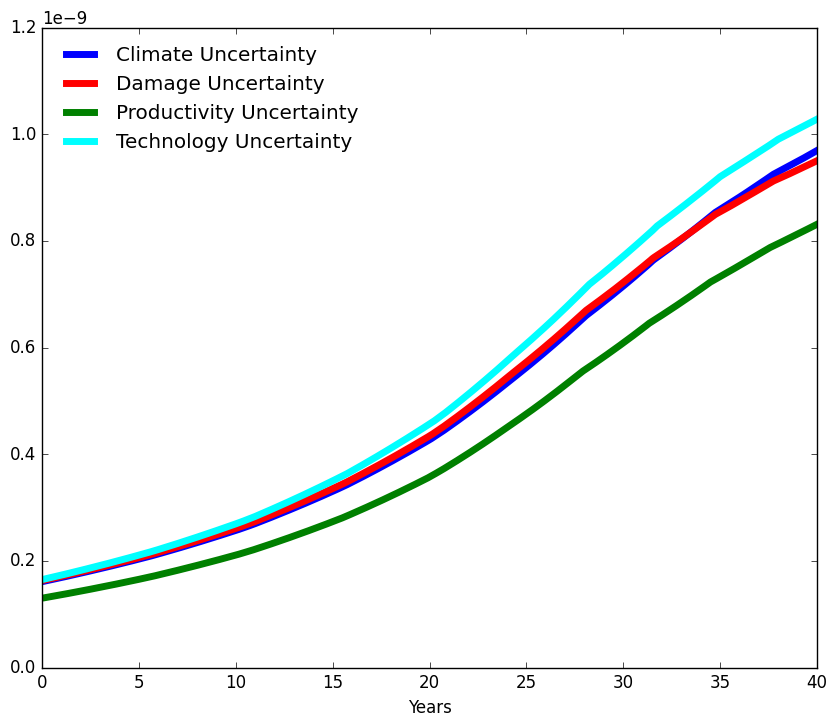 1e−9
1.2
1.0
0.8
0.6
0.4
0.2
0.0
Climate Uncertainty
Damage Uncertainty
Productivity Uncertainty
Technology Uncertainty
0 5 10 15 20 25 30 35 40
Years